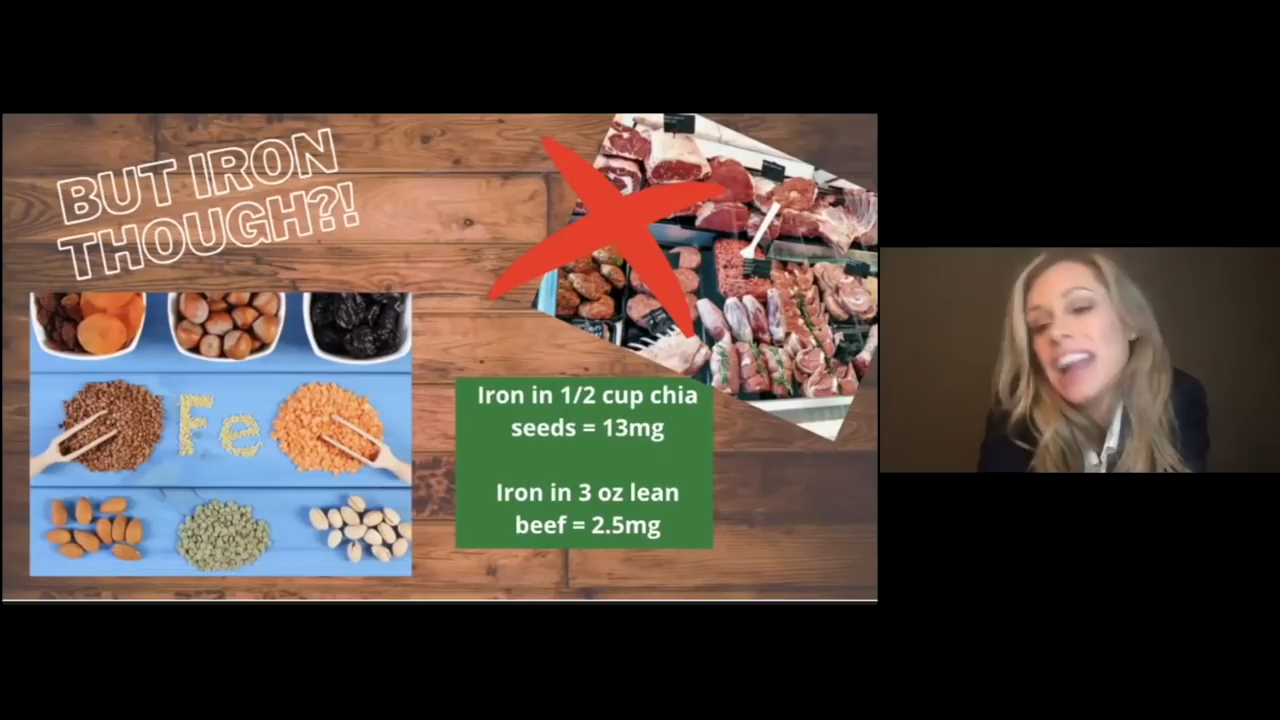 BUT IRON
THOUGH?!
Fe
Iron in 1/2 cup chia
seeds = 13mg
Iron in 3 oz lean
beef = 2.5mg